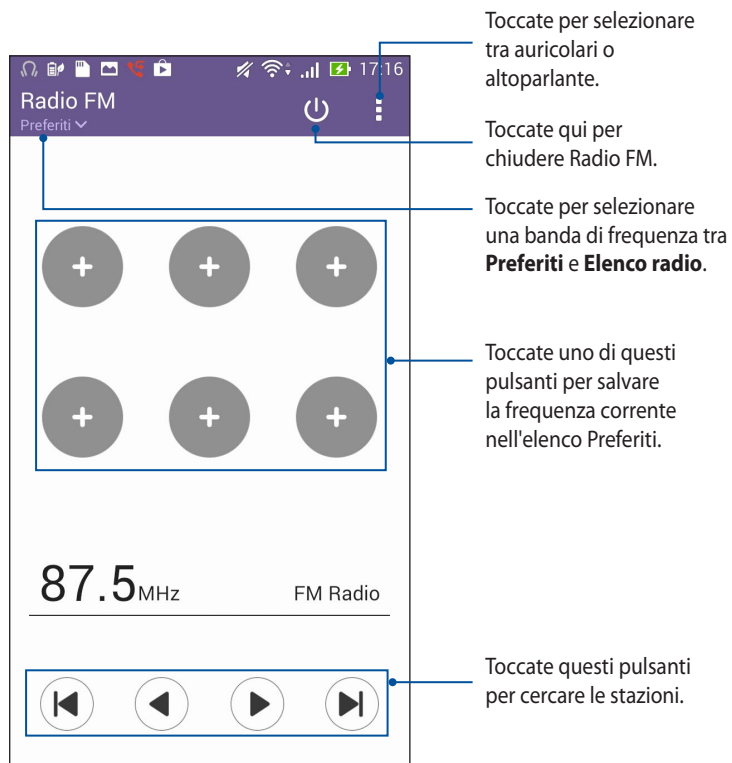 Toccate per selezionare
tra auricolari o
altoparlante.
17:16
Radio FM
Preferiti
Toccate qui per
chiudere Radio FM.
Toccate per selezionare
una banda di frequenza tra
Preferiti e Elenco radio.
Toccate uno di questi
pulsanti per salvare
la frequenza corrente
nell'elenco Preferiti.
87.5MHz
FM Radio
Toccate questi pulsanti
per cercare le stazioni.